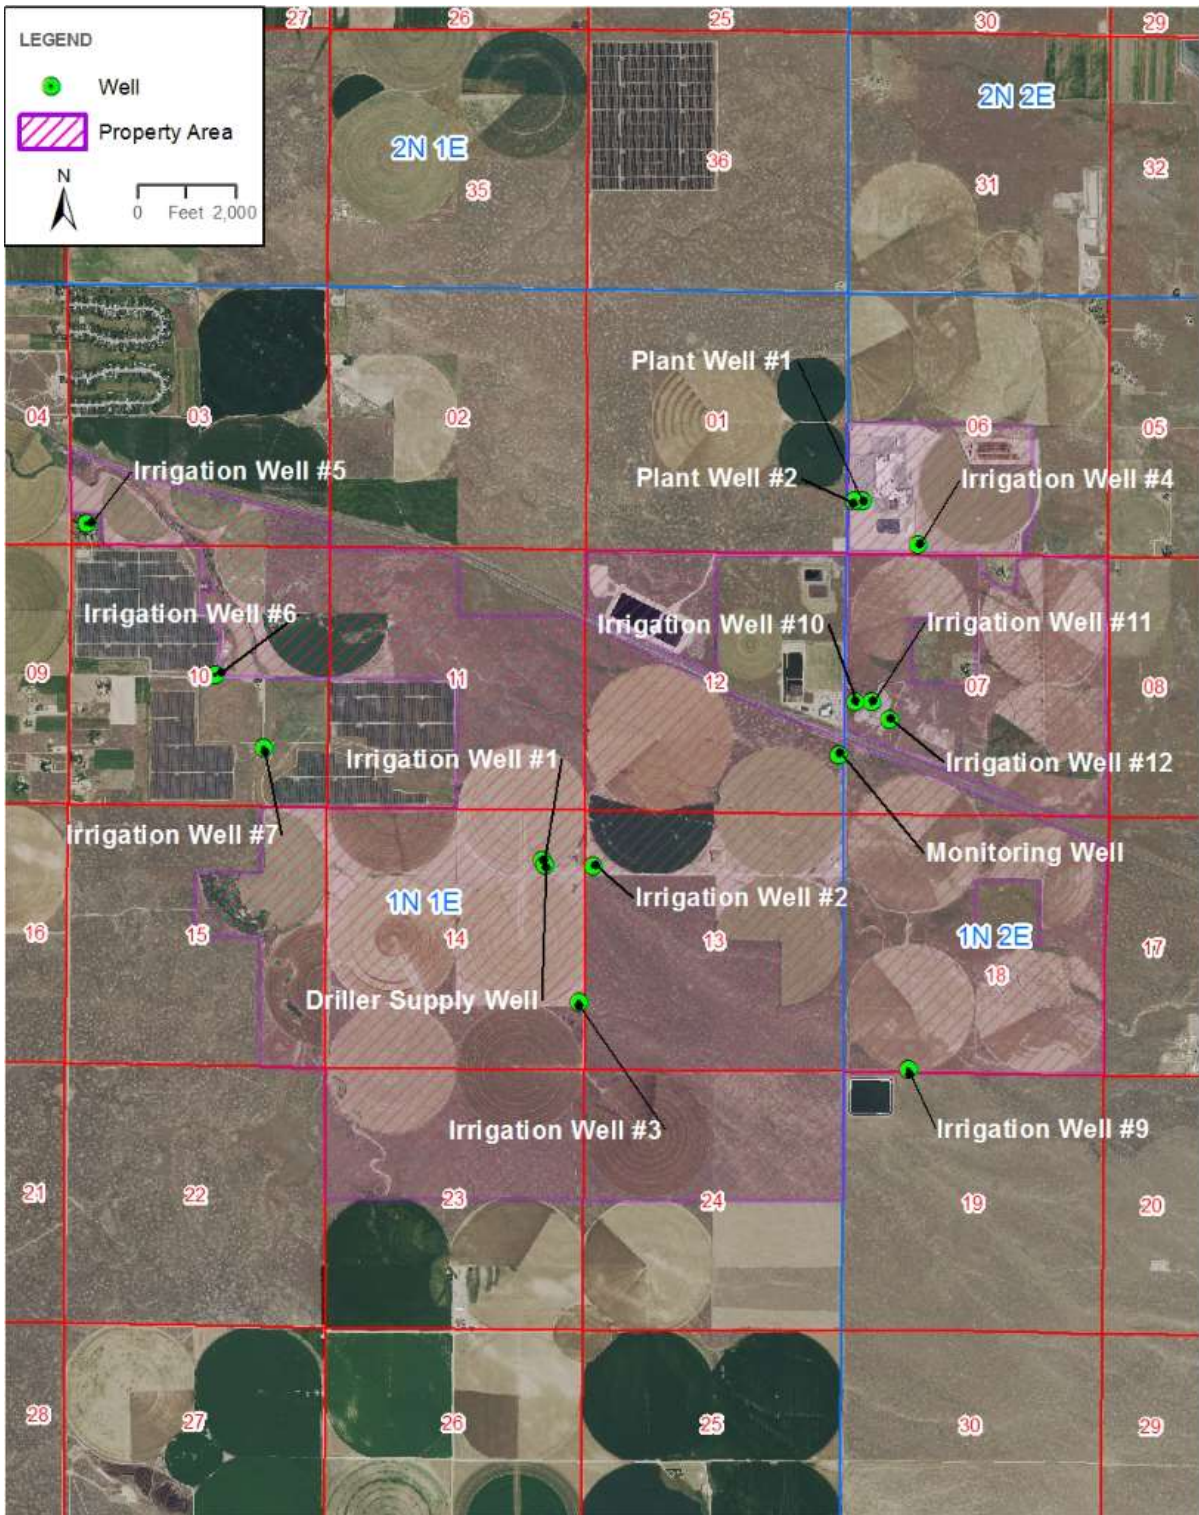 27
26
25
30
29
LEGEND
Well
Property Area
N
0 Feet 2,000
2N 1E
2N 2E
36
35
31
32
Plant Well #1
04
03
02
01
06
05
Irrigation Well #5
Plant Well #2
Irrigation Well #4
Irrigation Well #6
Irrigation Well #10
Irrigation Well #11
09
10
11
12
07
08
Irrigation Well #1
Irrigation Well #12
Irrigation Well #7
Monitoring Well
Irrigation Well #2
1N 1E
1N 2E
16
15
14
13
18
17
Driller Supply Well
Irrigation Well #3
Irrigation Well #9
21
22
23
24
19
20
28
27
26
25
30
29